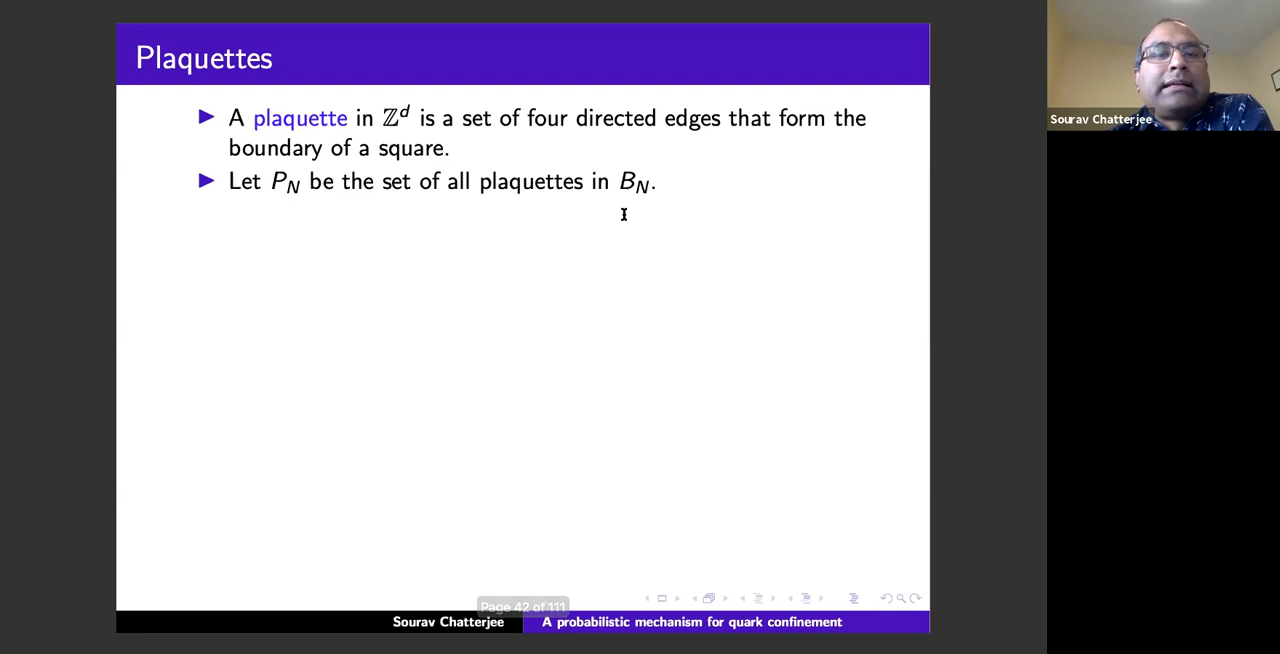 Plaquettes
▶ A plaquette in ℤᵈ is a set of four directed edges that form the
boundary of a square.
▶ Let P_N be the set of all plaquettes in B_N.
Page 42 of 111
Sourav Chatterjee
A probabilistic mechanism for quark confinement
Sourav Chatterjee